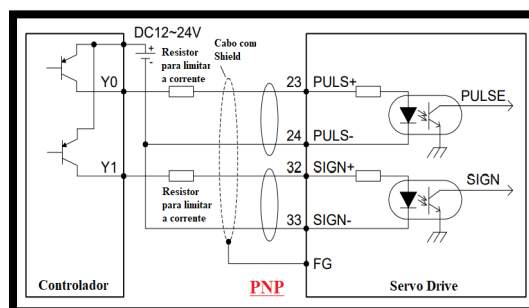 DC12~24V
+
-
Resistor
para limitar
a corrente
Cabo com
Shield
Y0
23
PULS+
PULSE
24
PULS-
Y1
32
SIGN+
SIGN
Resistor
para limitar
a corrente
33
SIGN-
FG
Controlador
PNP
Servo Drive